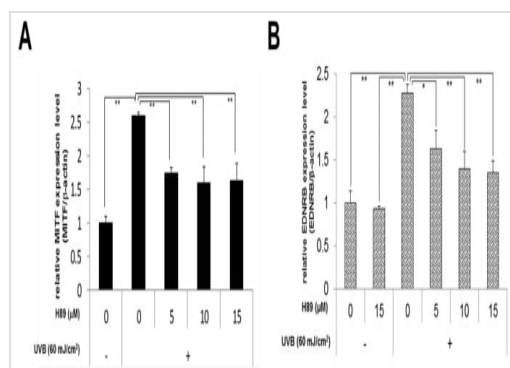 A
relative MITF expression level
(MITF/β-actin)
3
2.5
2
1.5
1
0.5
0
** ** ** **
H89 (μM)
0 0 5 10 15
UVB (60 mJ/cm²)
- +
B
relative EDNRB expression level
(EDNRB/β-actin)
2.5
2
1.5
1
0.5
0
** ** * ** **
H89 (μM)
0 15 0 5 10 15
UVB (60 mJ/cm²)
- +